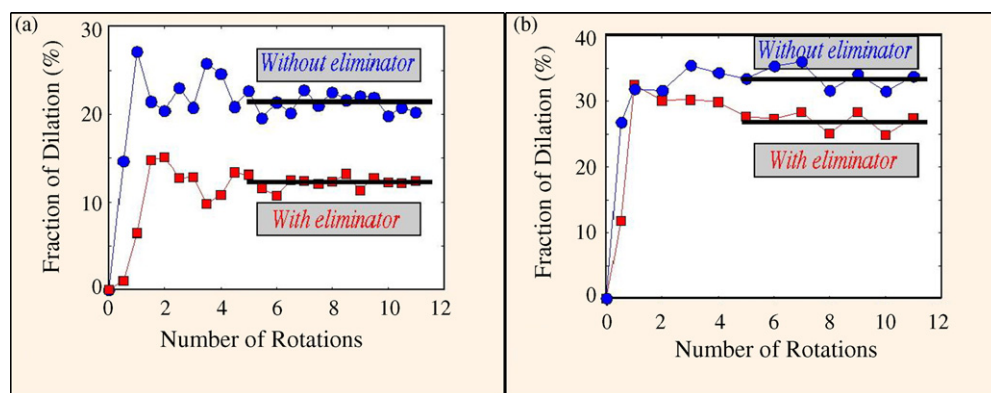 (a)
30
20
10
0
Fraction of Dilation (%)
Without eliminator
With eliminator
0
2
4
6
8
10
12
Number of Rotations
(b)
40
30
20
10
0
Fraction of Dilation (%)
Without eliminator
With eliminator
0
2
4
6
8
10
12
Number of Rotations